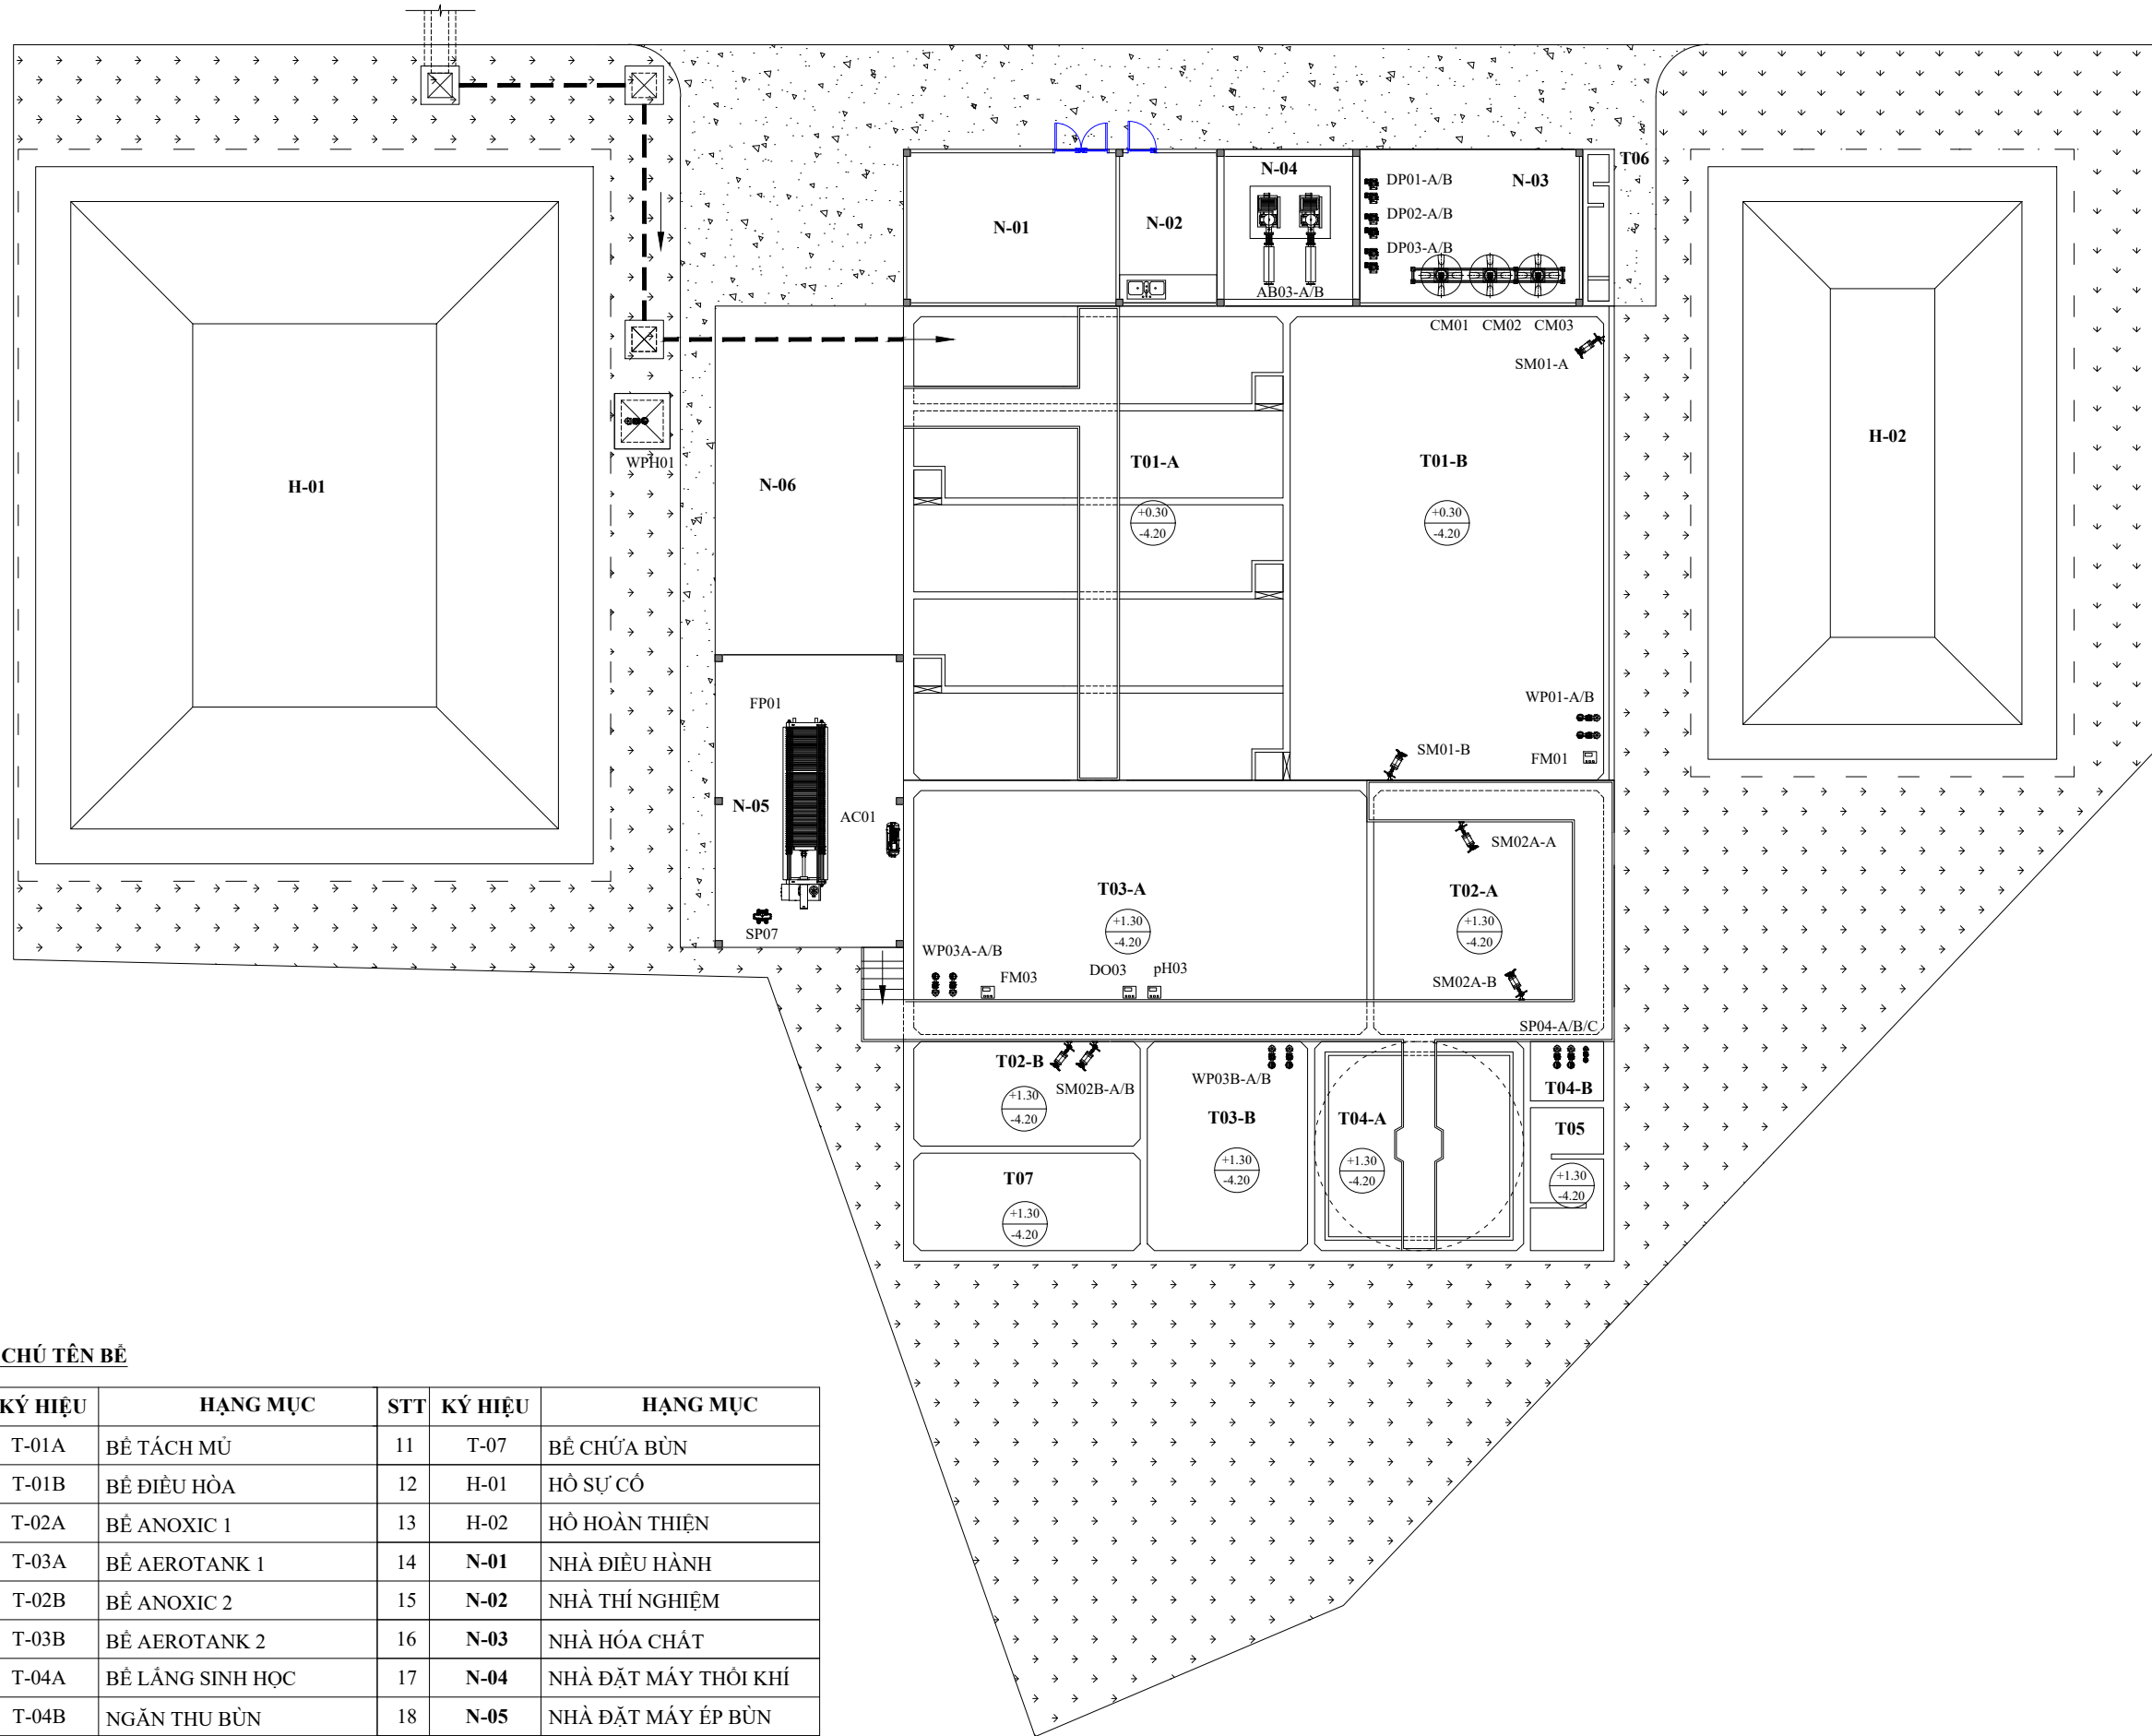 T06
N-04
DP01-A/B
N-03
DP02-A/B
N-01
N-02
DP03-A/B
AB03-A/B
CM01 CM02 CM03
SM01-A
H-02
WPH01
T01-A
T01-B
H-01
N-06
+0.30
-4.20
+0.30
-4.20
FP01
WP01-A/B
SM01-B
FM01
N-05
AC01
SM02A-A
T03-A
T02-A
+1.30
-4.20
+1.30
-4.20
SP07
WP03A-A/B
FM03
DO03
pH03
SM02A-B
SP04-A/B/C
T02-B
SM02B-A/B
WP03B-A/B
T04-B
+1.30
-4.20
T03-B
T04-A
T05
+1.30
-4.20
+1.30
-4.20
+1.30
-4.20
T07
+1.30
-4.20
CHÚ TÊN BỂ
KÝ HIỆU HẠNG MỤC STT KÝ HIỆU HẠNG MỤC
T-01A BỂ TÁCH MỦ 11 T-07 BỂ CHỨA BÙN
T-01B BỂ ĐIỀU HÒA 12 H-01 HỒ SỰ CỐ
T-02A BỂ ANOXIC 1 13 H-02 HỒ HOÀN THIỆN
T-03A BỂ AEROTANK 1 14 N-01 NHÀ ĐIỀU HÀNH
T-02B BỂ ANOXIC 2 15 N-02 NHÀ THÍ NGHIỆM
T-03B BỂ AEROTANK 2 16 N-03 NHÀ HÓA CHẤT
T-04A BỂ LẮNG SINH HỌC 17 N-04 NHÀ ĐẶT MÁY THỔI KHÍ
T-04B NGĂN THU BÙN 18 N-05 NHÀ ĐẶT MÁY ÉP BÙN